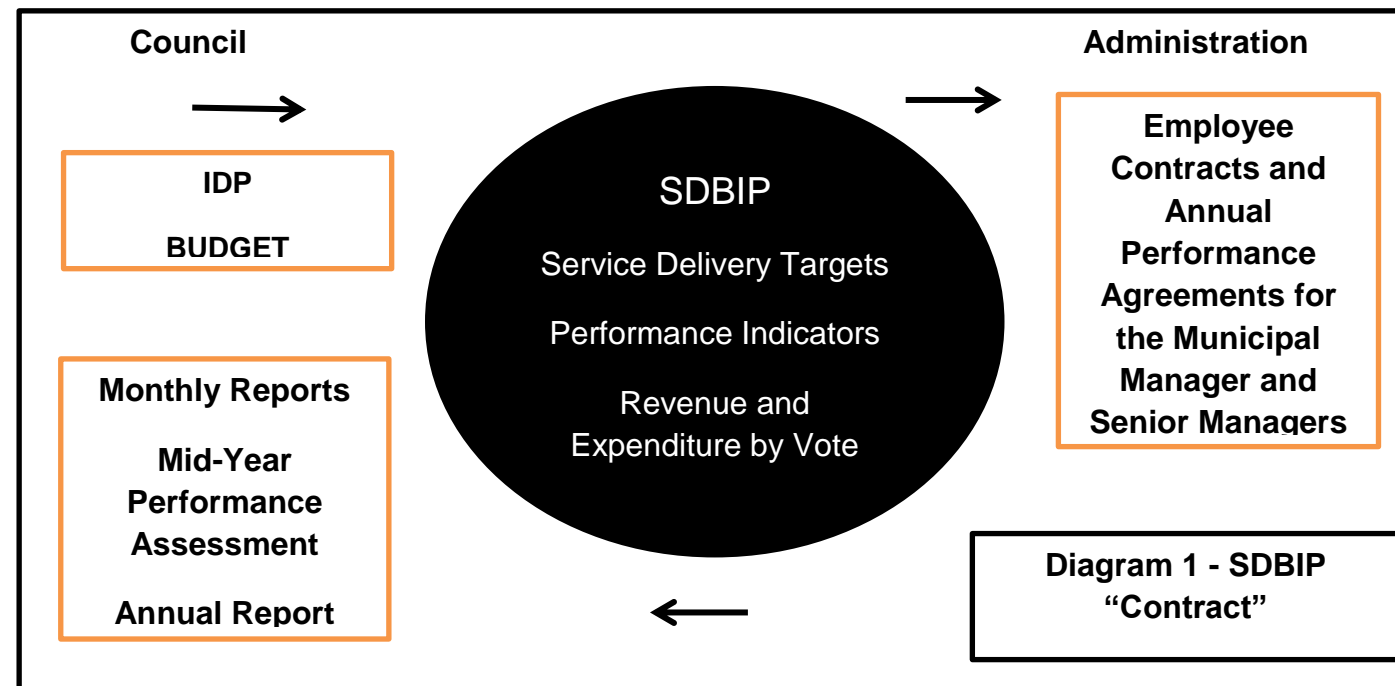 Council
Administration
IDP
BUDGET
Monthly Reports
Mid-Year
Performance
Assessment
Annual Report
SDBIP
Service Delivery Targets
Performance Indicators
Revenue and
Expenditure by Vote
Employee
Contracts and
Annual
Performance
Agreements for
the Municipal
Manager and
Senior Managers
Diagram 1 - SDBIP
“Contract”